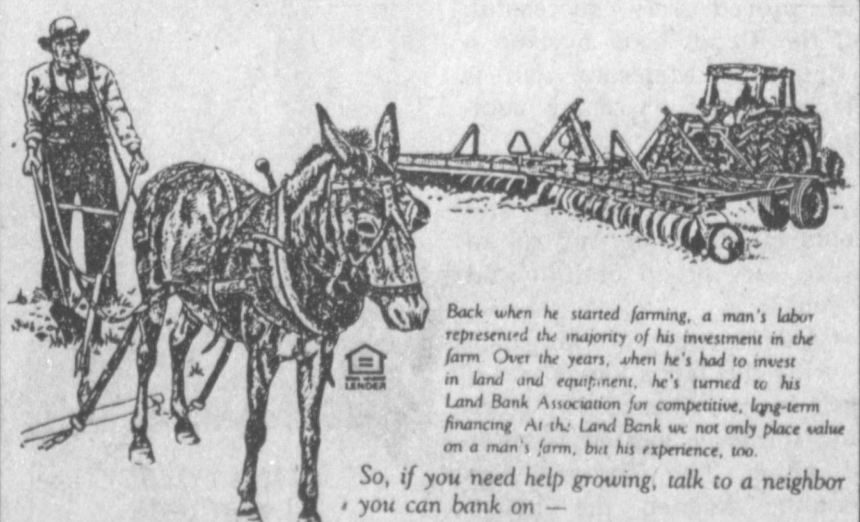 LENDER
Back when he started farming, a man's labor
represented the majority of his investment in the
farm. Over the years, when he's had to invest
in land and equipment, he's turned to his
Land Bank Association for competitive, long-term
financing. At the Land Bank we not only place value
on a man's farm, but his experience, too.
So, if you need help growing, talk to a neighbor
you can bank on —